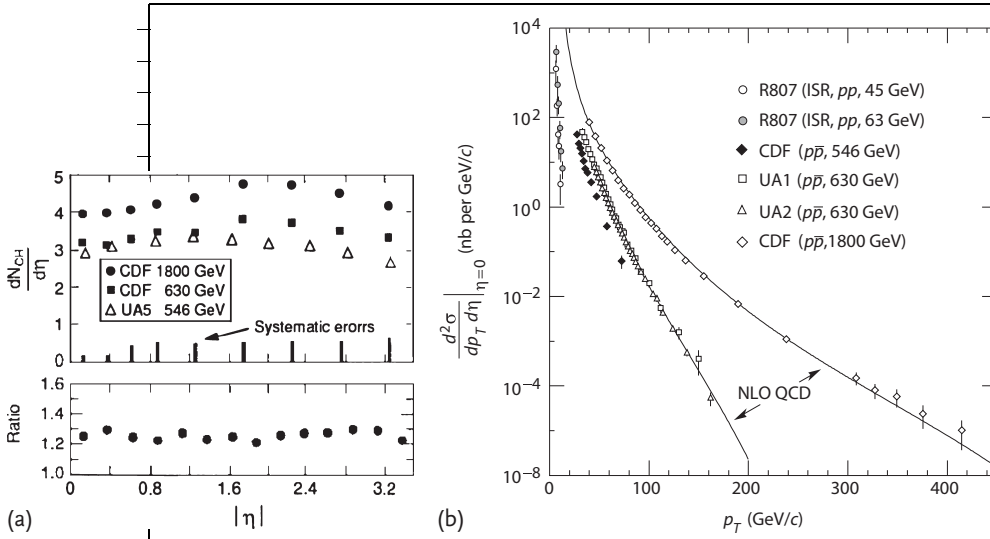 5
4
3
2
1
0
dN_CH
dη
CDF 1800 GeV
CDF 630 GeV
UA5 546 GeV
Systematic erorrs
1.6
1.4
1.2
1.0
Ratio
0 0.8 1.6 2.4 3.2
|η|
(a)
10^4
10^2
10^0
10^−2
10^−4
10^−6
10^−8
d²σ
dp_T dη |η=0 (nb per GeV/c)
R807 (ISR, pp, 45 GeV)
R807 (ISR, pp, 63 GeV)
CDF (pp̅, 546 GeV)
UA1 (pp̅, 630 GeV)
UA2 (pp̅, 630 GeV)
CDF (pp̅,1800 GeV)
NLO QCD
0 100 200 300 400
p_T (GeV/c)
(b)